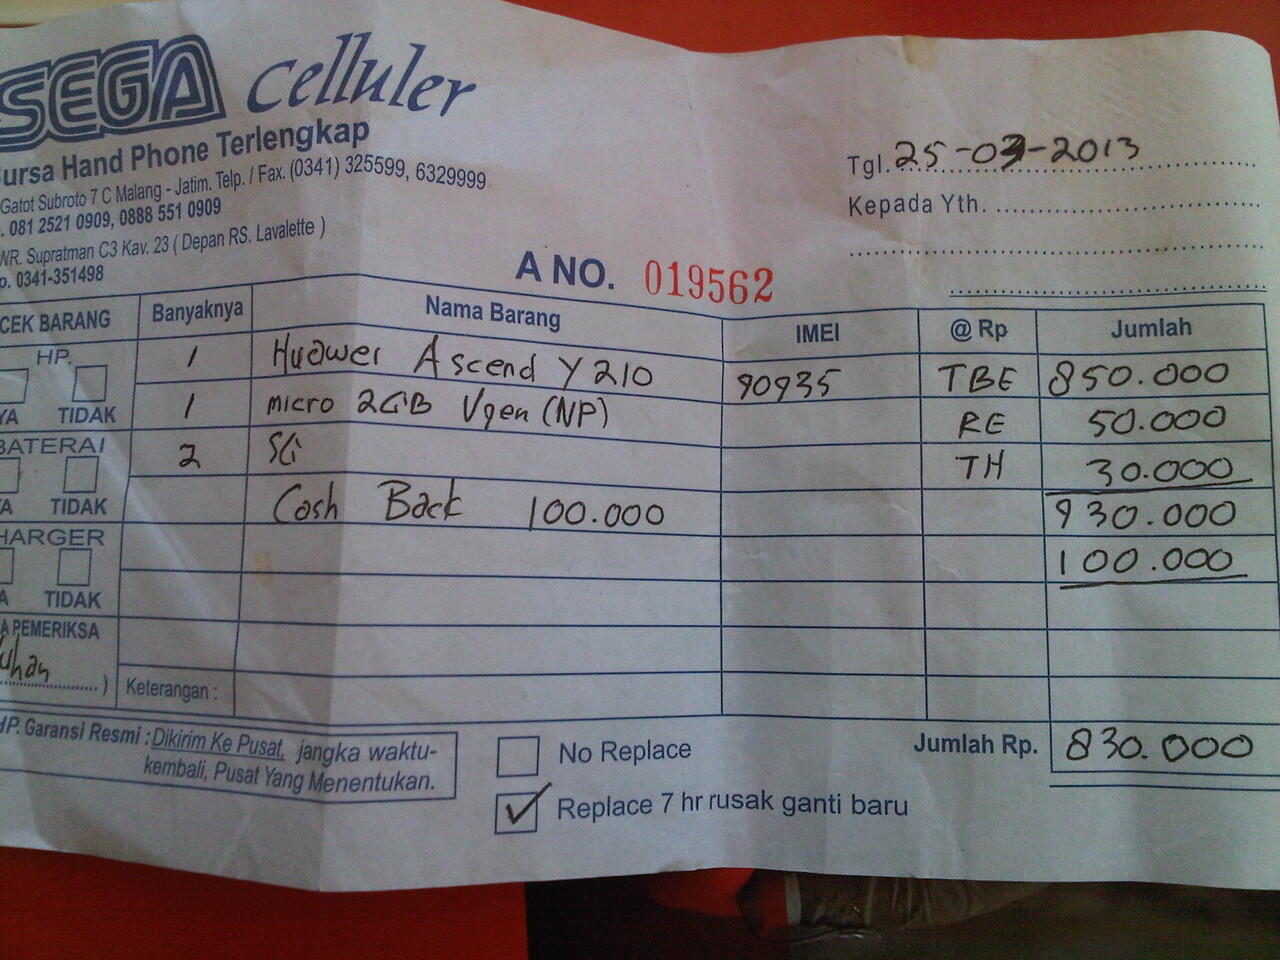 SEGA Celluler
Bursa Hand Phone Terlengkap
Gatot Subroto 7 C Malang - Jatim. Telp. / Fax. (0341) 325599, 6329999
. 081 2521 0909, 0888 551 0909
WR. Supratman C3 Kav. 23 ( Depan RS. Lavalette )
p. 0341-351498
Tgl. 25-03-2013
Kepada Yth.
A NO. 019562
CEK BARANG Banyaknya Nama Barang IMEI @ Rp Jumlah
HP.
YA TIDAK
1 Huawei Ascend Y210 90935 TBE 850.000
1 micro 2GB Vgen (NP) RE 50.000
BATERAI
YA TIDAK
2 SG TH 30.000
930.000
Cash Back 100.000
100.000
CHARGER
YA TIDAK
A PEMERIKSA
)
Keterangan :
HP. Garansi Resmi : Dikirim Ke Pusat, jangka waktu-
kembali, Pusat Yang Menentukan.
No Replace
Replace 7 hr rusak ganti baru
Jumlah Rp. 830.000